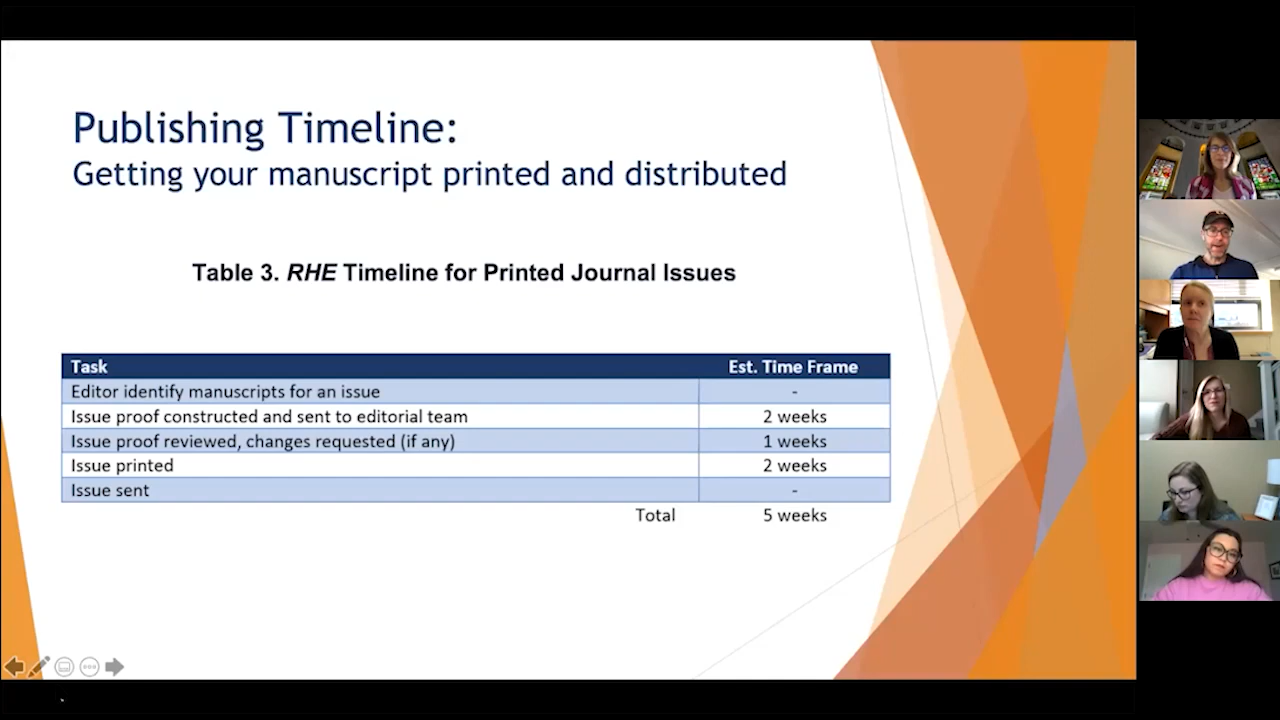 Publishing Timeline:
Getting your manuscript printed and distributed
Table 3. RHE Timeline for Printed Journal Issues
Task Est. Time Frame
Editor identify manuscripts for an issue -
Issue proof constructed and sent to editorial team 2 weeks
Issue proof reviewed, changes requested (if any) 1 weeks
Issue printed 2 weeks
Issue sent -
Total 5 weeks